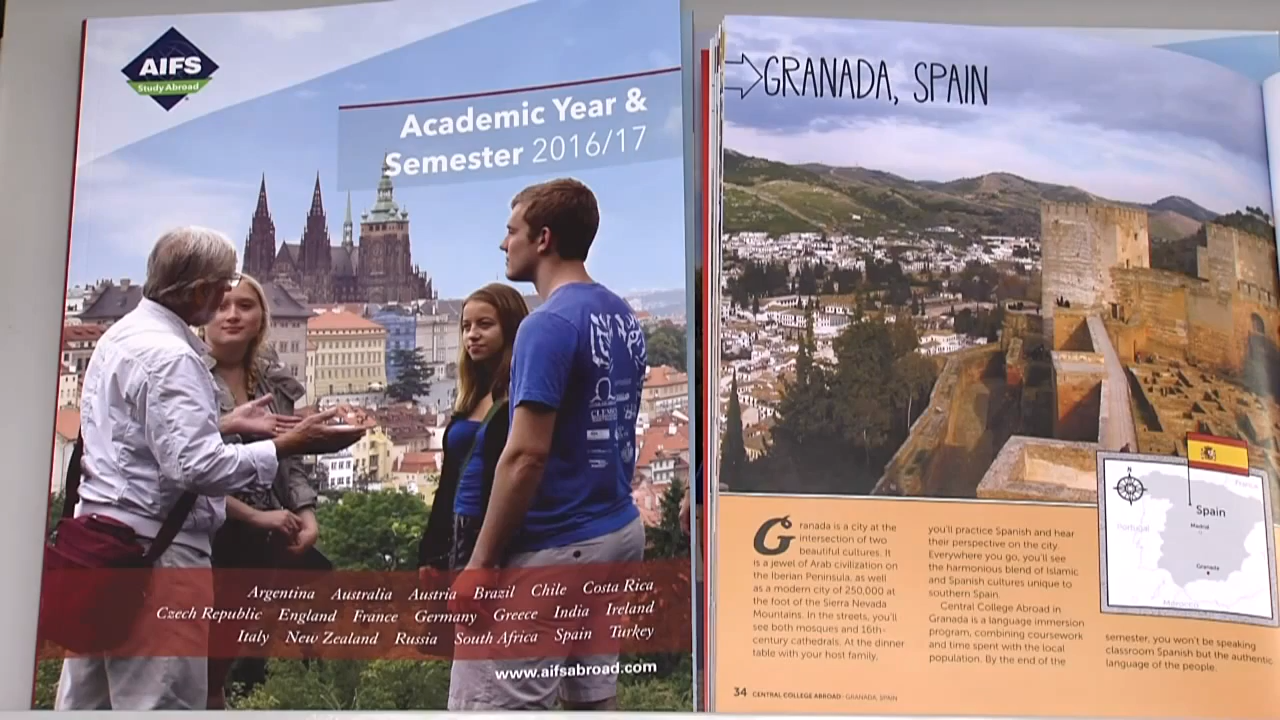 AIFS
Study Abroad
Academic Year &
Semester 2016/17
Argentina Australia Austria Brazil Chile Costa Rica
Czech Republic England France Germany Greece India Ireland
Italy New Zealand Russia South Africa Spain Turkey
www.aifsabroad.com
GRANADA, SPAIN
Granada is a city at the
intersection of two
beautiful cultures. It
is a jewel of Arab civilization on
the Iberian Peninsula, as well
as a modern city of 250,000 at
the foot of the Sierra Nevada
Mountains. In the streets, you'll
see both mosques and 16th-
century cathedrals. At the dinner
table with your host family,
you'll practice Spanish and hear
their perspective on the city.
Everywhere you go, you'll see
the harmonious blend of Islamic
and Spanish cultures unique to
southern Spain.
Central College Abroad in
Granada is a language immersion
program, combining coursework
and time spent with the local
population. By the end of the
semester, you won't be speaking
classroom Spanish but the authentic
language of the people.
N
France
Spain
Portugal
Madrid
Granada
Morocco
34 CENTRAL COLLEGE ABROAD - GRANADA, SPAIN